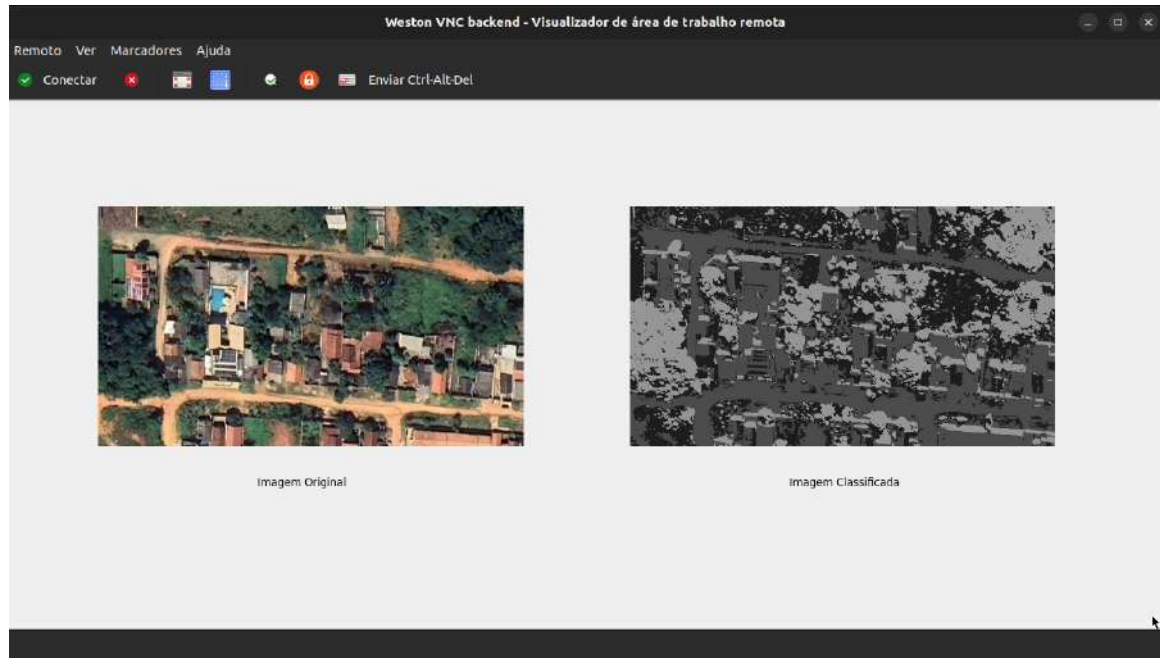 Weston VNC backend - Visualizador de área de trabalho remota
Remoto Ver Marcadores Ajuda
Conectar Enviar Ctrl-Alt-Del
Imagem Original Imagem Classificada